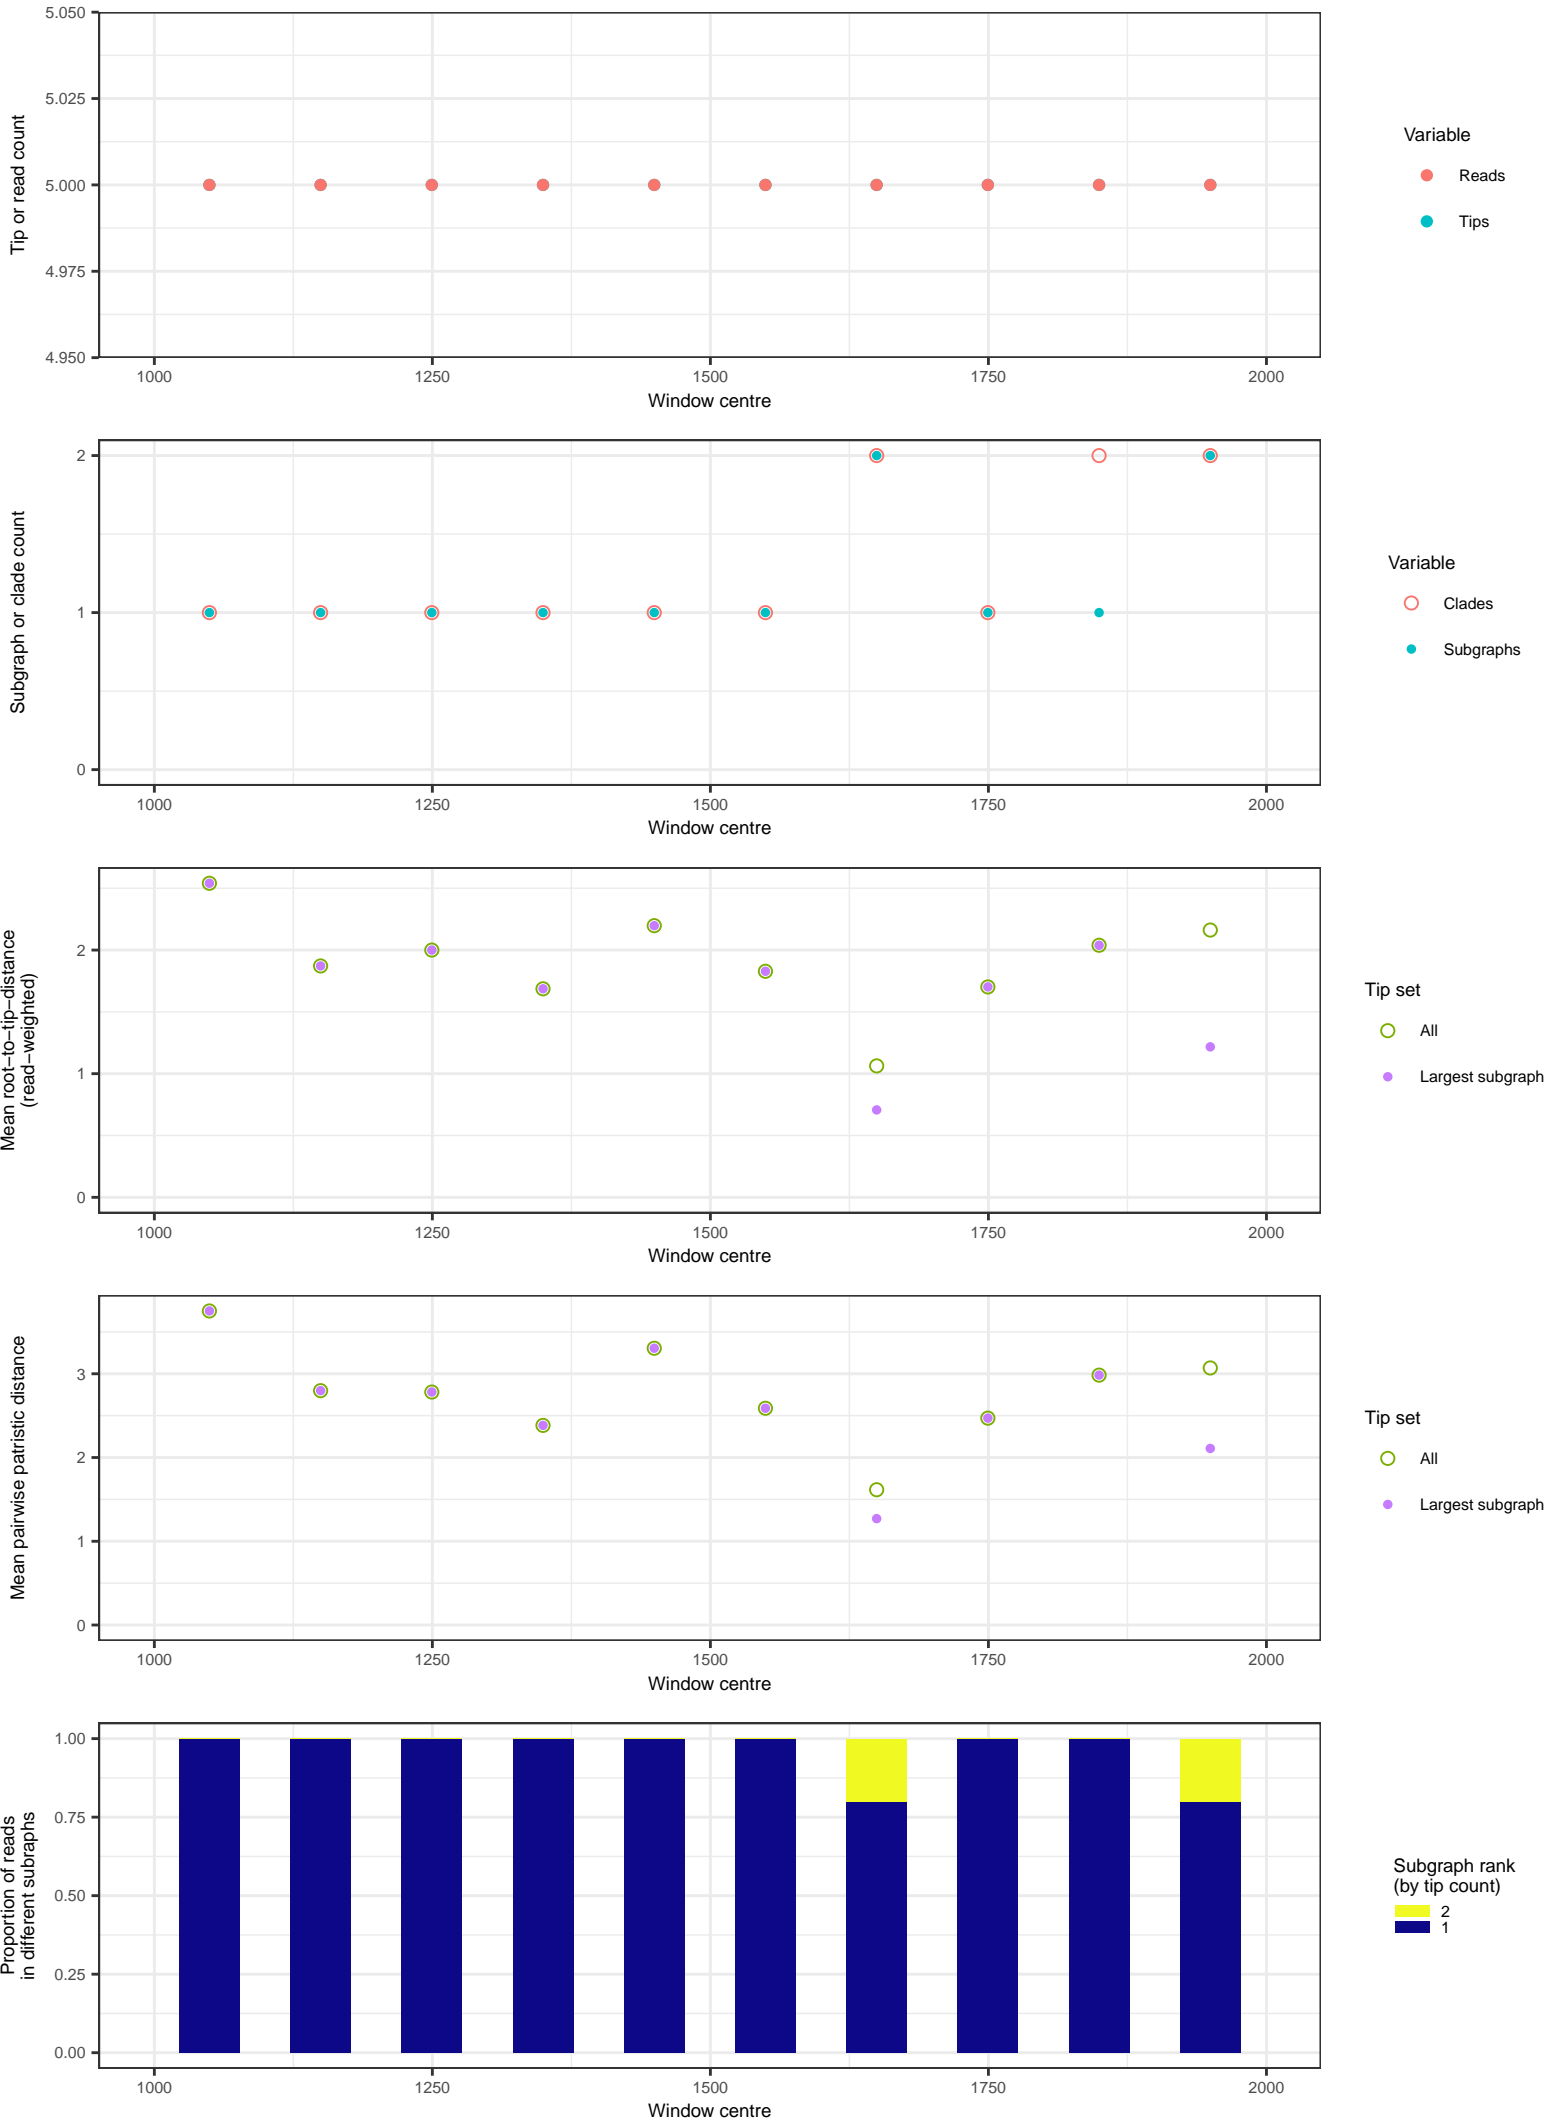 5.050
5.025
5.000
4.975
4.950
Tip or read count
1000 1250 1500 1750 2000
Window centre
Variable
Reads
Tips
2
1
0
Subgraph or clade count
1000 1250 1500 1750 2000
Window centre
Variable
Clades
Subgraphs
2
1
0
Mean root−to−tip−distance
(read−weighted)
1000 1250 1500 1750 2000
Window centre
Tip set
All
Largest subgraph
3
2
1
0
Mean pairwise patristic distance
1000 1250 1500 1750 2000
Window centre
Tip set
All
Largest subgraph
1.00
0.75
0.50
0.25
0.00
Proportion of reads
in different subraphs
1000 1250 1500 1750 2000
Window centre
Subgraph rank
(by tip count)
2
1